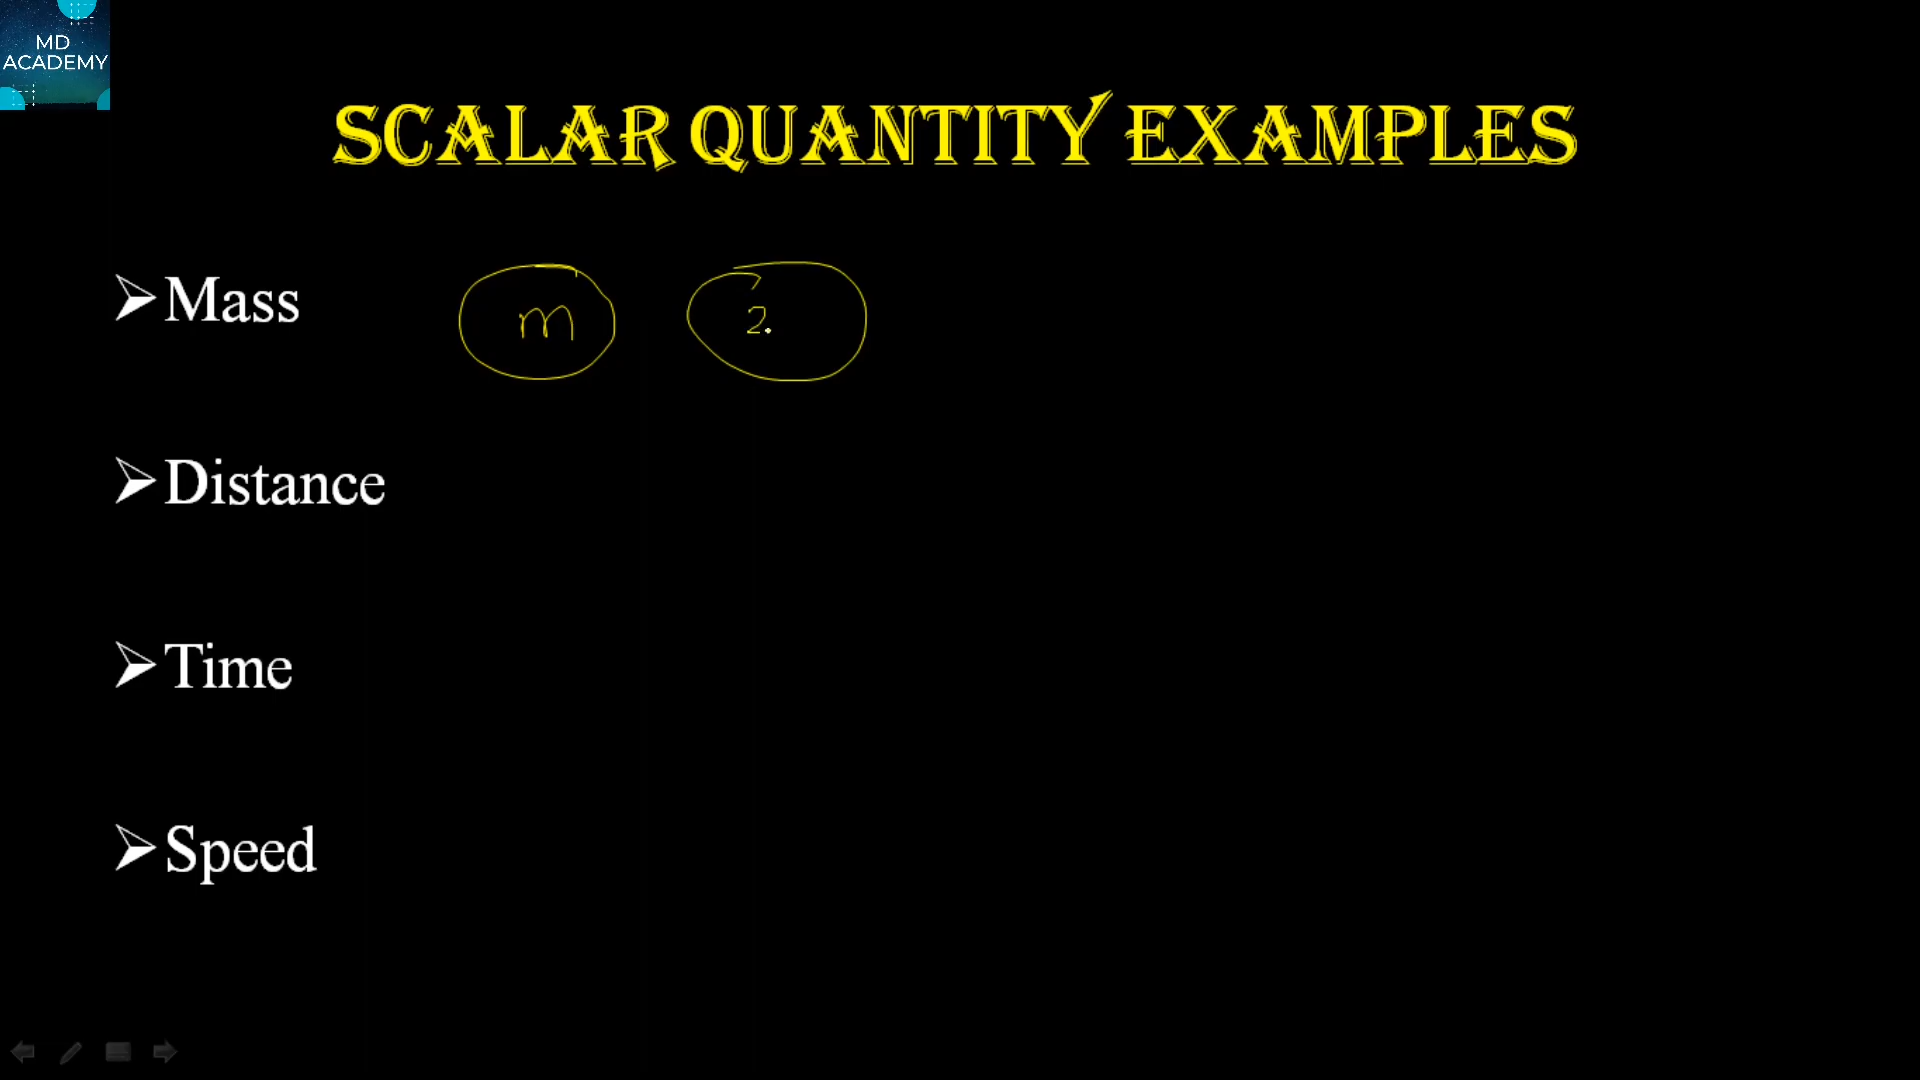 MD
ACADEMY
SCALAR QUANTITY EXAMPLES
Mass m 2
Distance
Time
Speed